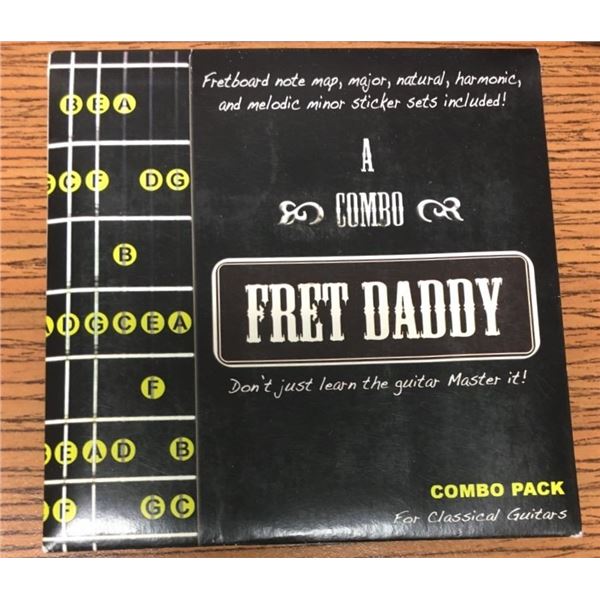 Fretboard note map, major, natural, harmonic,
and melodic minor sticker sets included!
A
COMBO
FRET DADDY
Don't just learn the guitar Master it!
COMBO PACK
For Classical Guitars
B E A
G C F D G
B
A D G C E A
F
B E A D B
D F G C